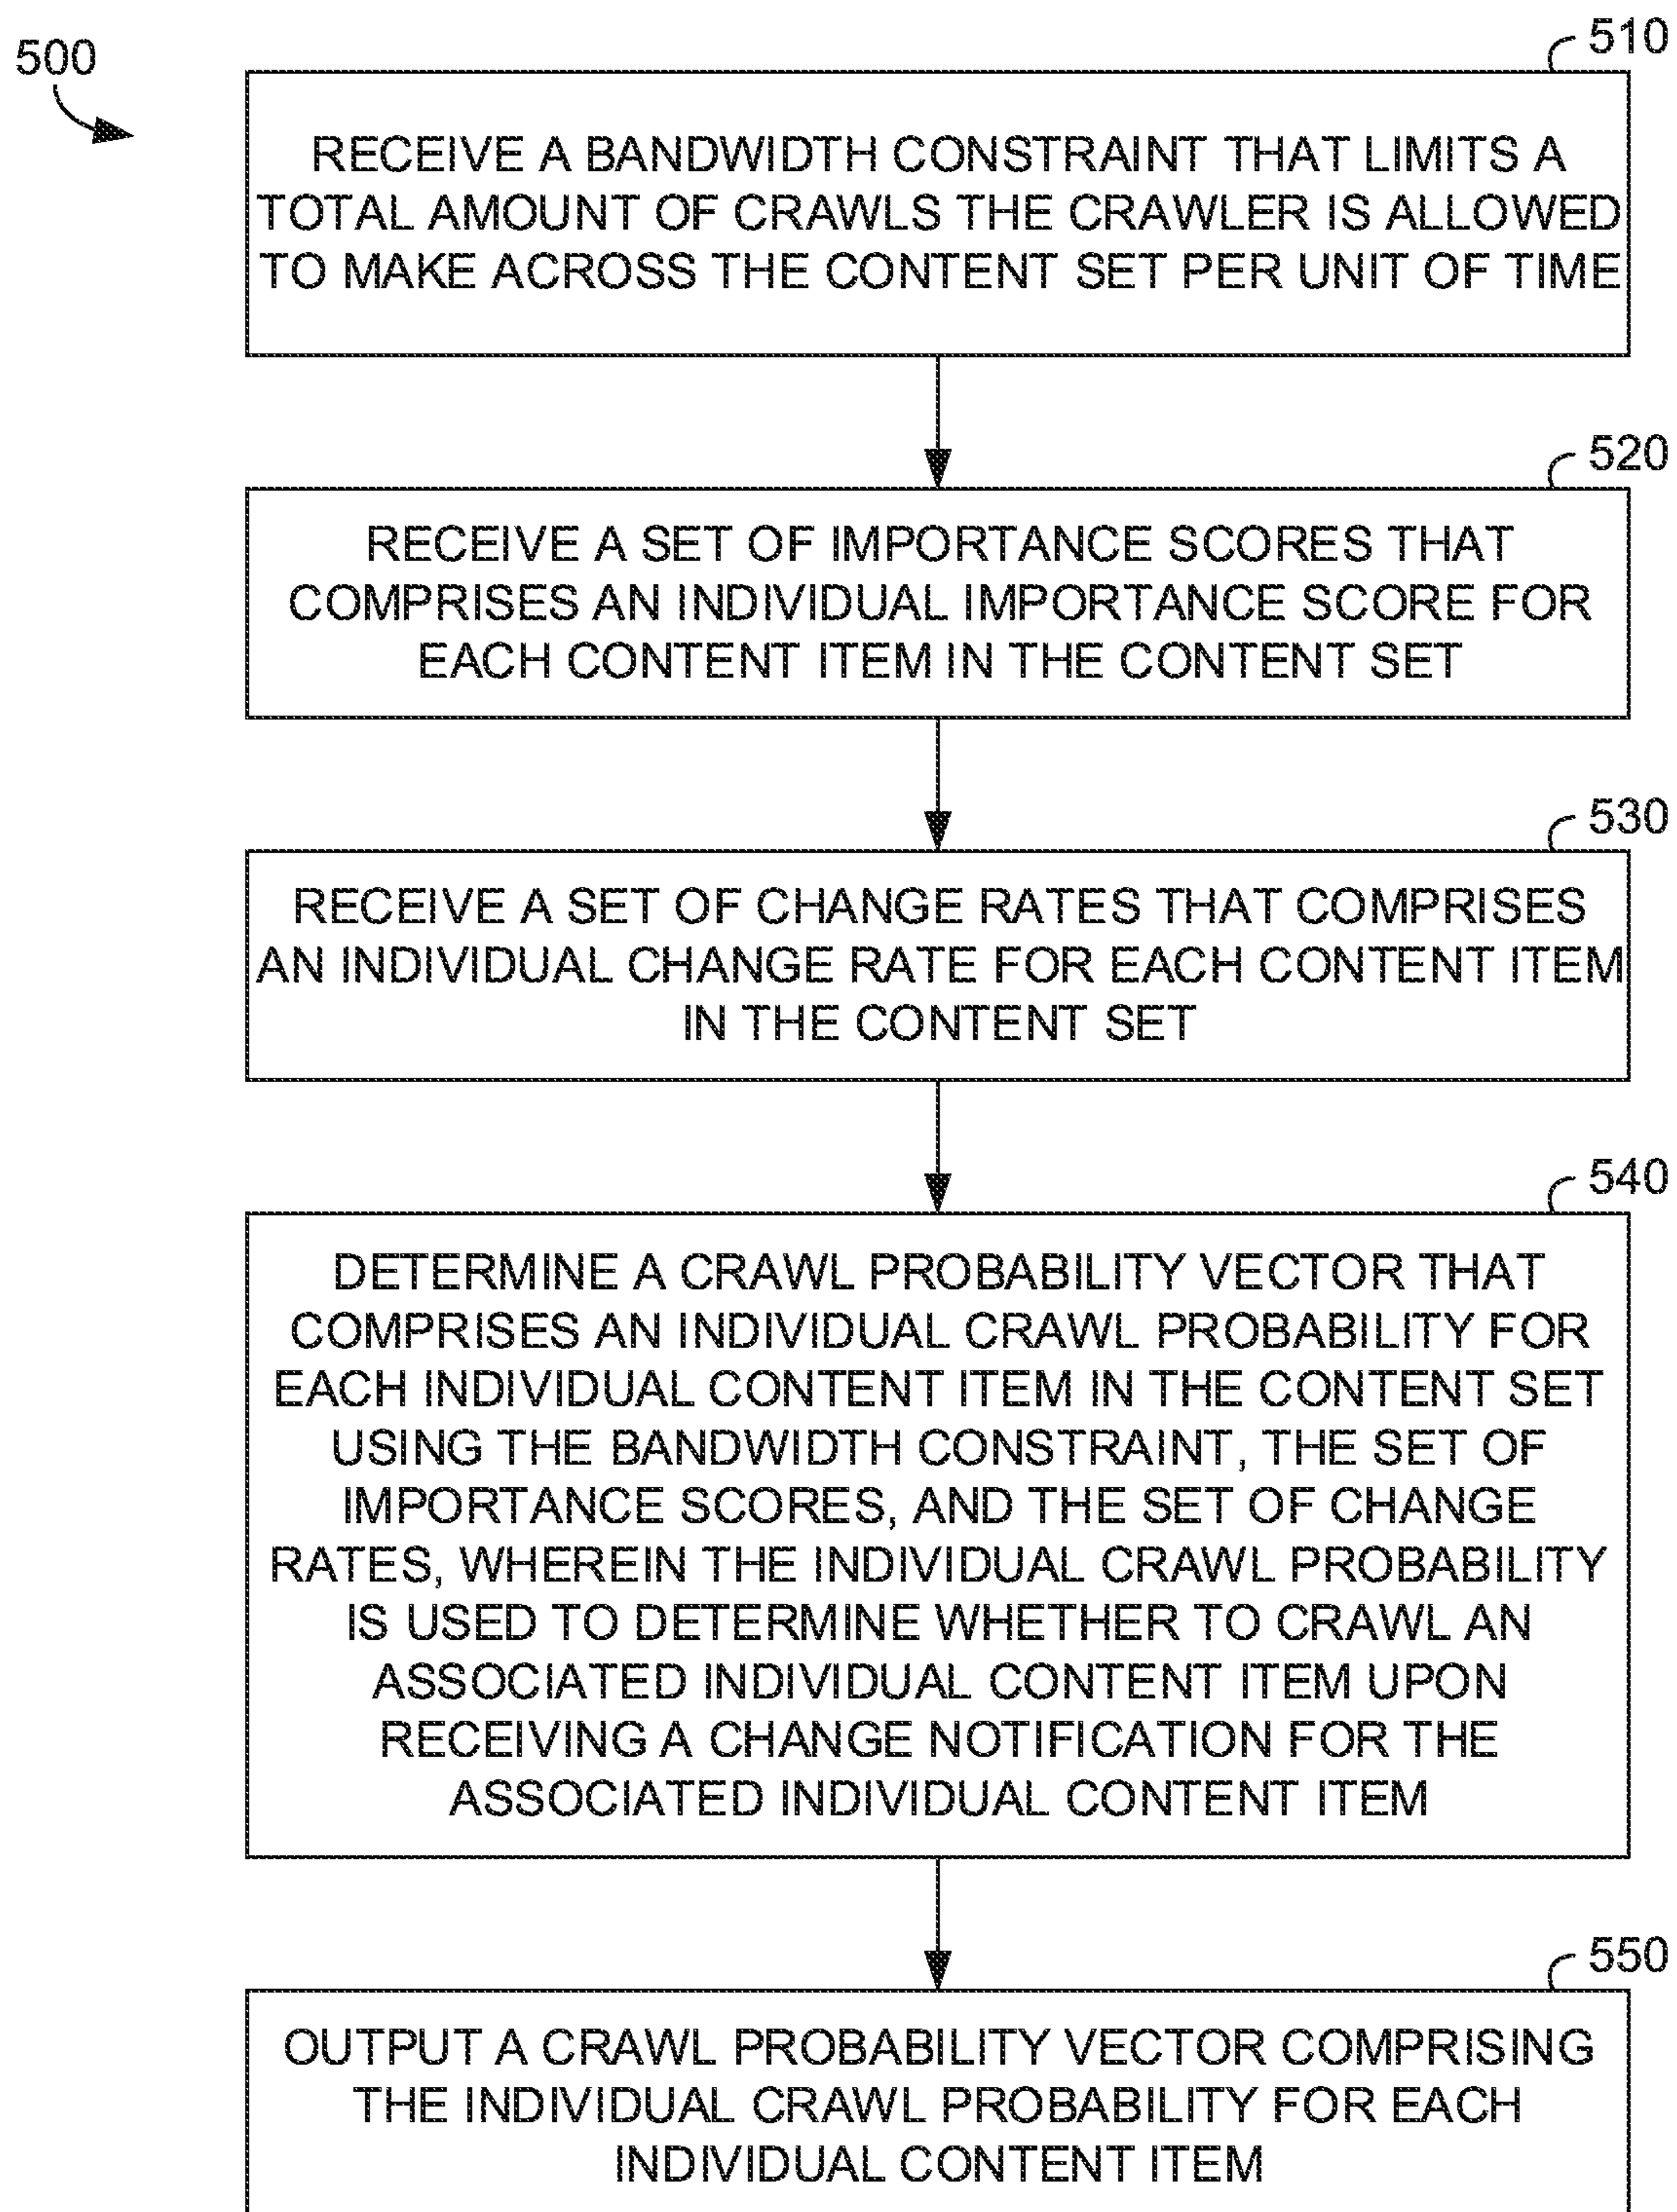 500
510
RECEIVE A BANDWIDTH CONSTRAINT THAT LIMITS A
TOTAL AMOUNT OF CRAWLS THE CRAWLER IS ALLOWED
TO MAKE ACROSS THE CONTENT SET PER UNIT OF TIME
520
RECEIVE A SET OF IMPORTANCE SCORES THAT
COMPRISES AN INDIVIDUAL IMPORTANCE SCORE FOR
EACH CONTENT ITEM IN THE CONTENT SET
530
RECEIVE A SET OF CHANGE RATES THAT COMPRISES
AN INDIVIDUAL CHANGE RATE FOR EACH CONTENT ITEM
IN THE CONTENT SET
540
DETERMINE A CRAWL PROBABILITY VECTOR THAT
COMPRISES AN INDIVIDUAL CRAWL PROBABILITY FOR
EACH INDIVIDUAL CONTENT ITEM IN THE CONTENT SET
USING THE BANDWIDTH CONSTRAINT, THE SET OF
IMPORTANCE SCORES, AND THE SET OF CHANGE
RATES, WHEREIN THE INDIVIDUAL CRAWL PROBABILITY
IS USED TO DETERMINE WHETHER TO CRAWL AN
ASSOCIATED INDIVIDUAL CONTENT ITEM UPON
RECEIVING A CHANGE NOTIFICATION FOR THE
ASSOCIATED INDIVIDUAL CONTENT ITEM
550
OUTPUT A CRAWL PROBABILITY VECTOR COMPRISING
THE INDIVIDUAL CRAWL PROBABILITY FOR EACH
INDIVIDUAL CONTENT ITEM